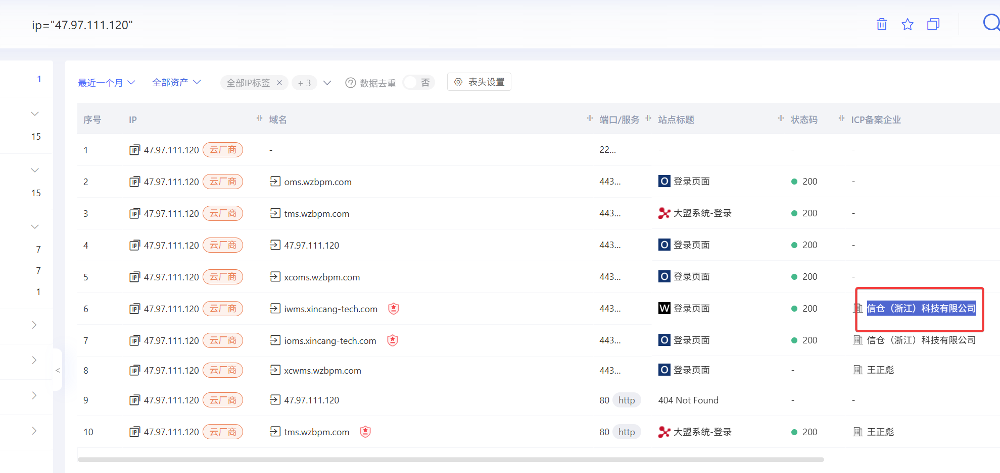 ip="47.97.111.120"
1
15
15
7
7
1
<
最近一个月 全部资产 全部IP标签 × + 3 ? 数据去重 否 表头设置
序号 IP 域名 端口/服务 站点标题 状态码 ICP备案企业
1 IP 47.97.111.120 云厂商 - 22... - - -
2 IP 47.97.111.120 云厂商 oms.wzbpm.com 443... O 登录页面 200 -
3 IP 47.97.111.120 云厂商 tms.wzbpm.com 443... 大盟系统-登录 200 -
4 IP 47.97.111.120 云厂商 47.97.111.120 443... O 登录页面 200 -
5 IP 47.97.111.120 云厂商 xcoms.wzbpm.com 443... O 登录页面 200 -
6 IP 47.97.111.120 云厂商 iwms.xincang-tech.com 443... W 登录页面 200 信仓（浙江）科技有限公司
7 IP 47.97.111.120 云厂商 ioms.xincang-tech.com 443... O 登录页面 200 信仓（浙江）科技有限公司
8 IP 47.97.111.120 云厂商 xcwms.wzbpm.com 443... O 登录页面 - 王正彪
9 IP 47.97.111.120 云厂商 47.97.111.120 80 http 404 Not Found - -
10 IP 47.97.111.120 云厂商 tms.wzbpm.com 80 http 大盟系统-登录 200 王正彪